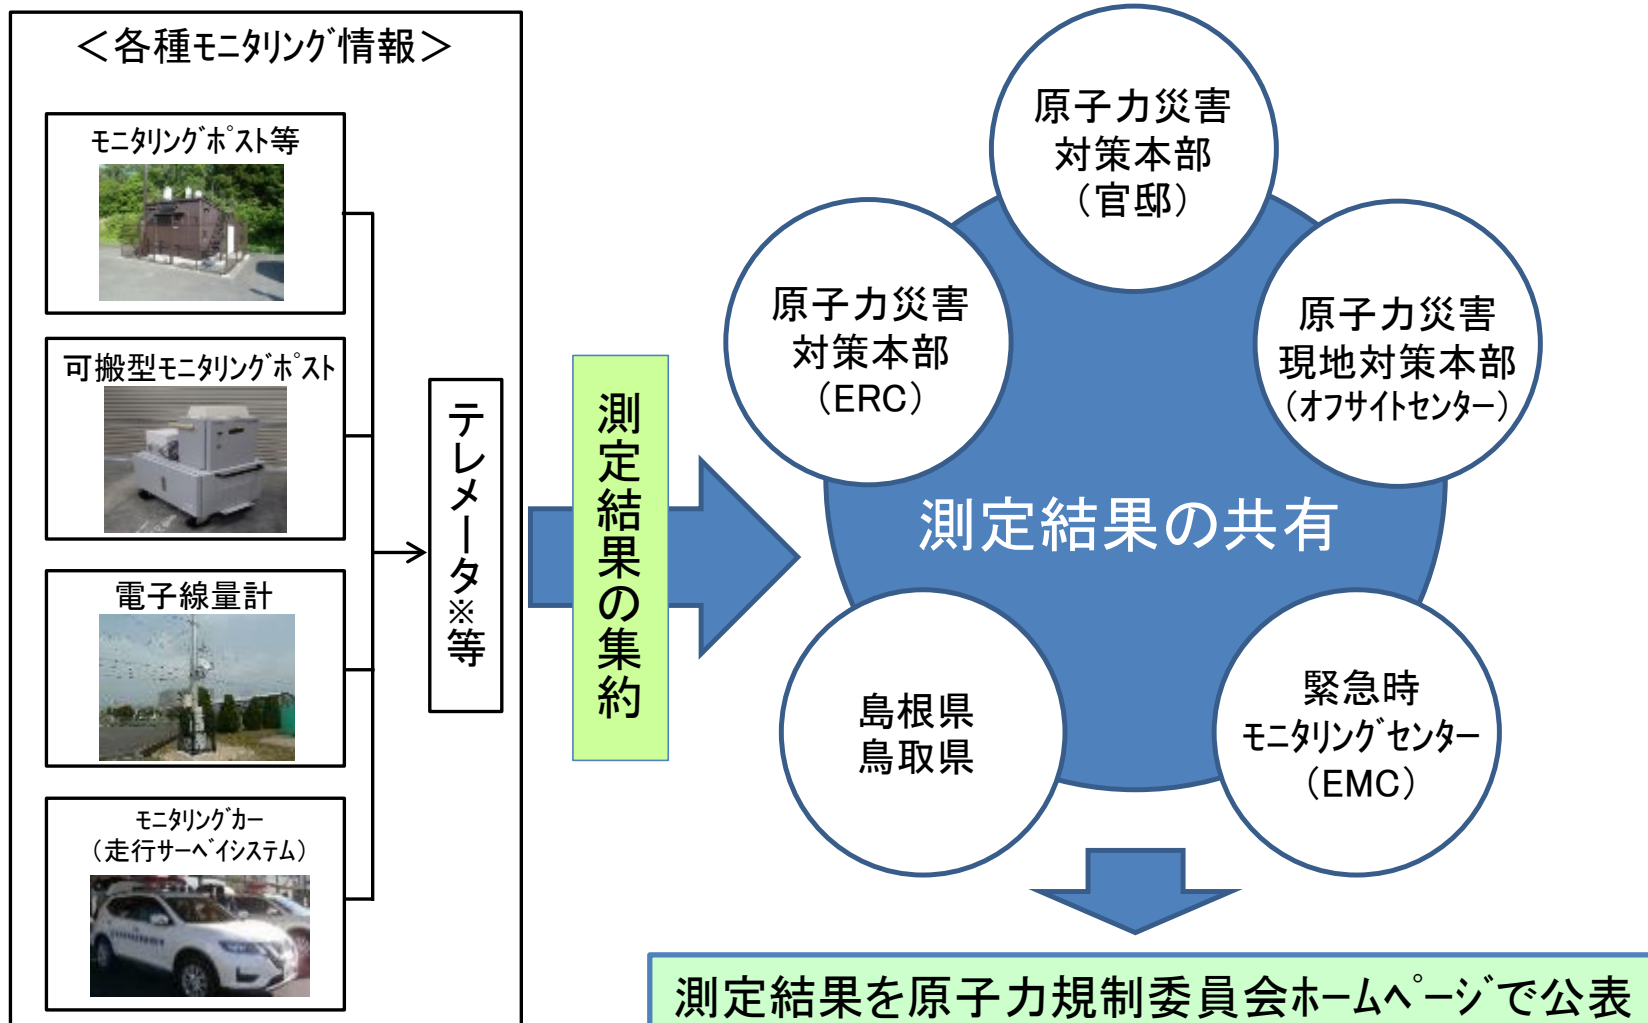 ＜各種ﾓﾆﾀﾘﾝｸﾞ情報＞
ﾓﾆﾀﾘﾝｸﾞﾎﾟｽﾄ等
可搬型ﾓﾆﾀﾘﾝｸﾞﾎﾟｽﾄ
電子線量計
ﾓﾆﾀﾘﾝｸﾞｶｰ
（走行ｻｰﾍﾞｲｼｽﾃﾑ）
テレメータ※等
測定結果の集約
原子力災害
対策本部
（官邸）
原子力災害
対策本部
（ERC）
原子力災害
現地対策本部
（ｵﾌｻｲﾄｾﾝﾀｰ）
測定結果の共有
島根県
鳥取県
緊急時
ﾓﾆﾀﾘﾝｸﾞｾﾝﾀｰ
（EMC）
測定結果を原子力規制委員会ﾎｰﾑﾍﾟｰｼﾞで公表